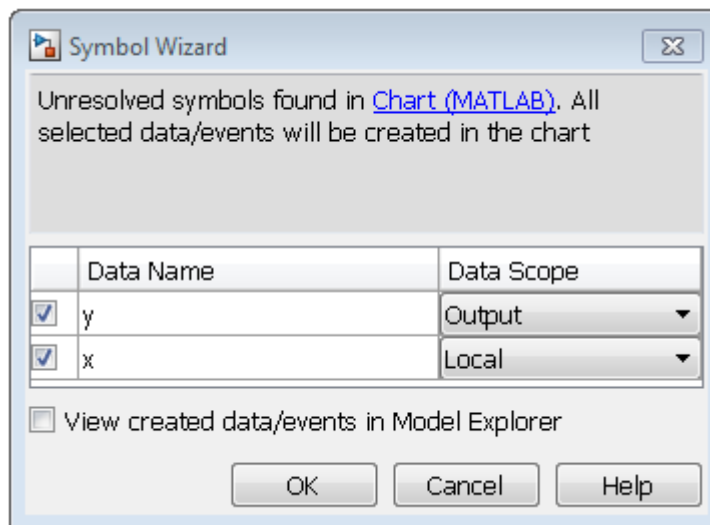 Symbol Wizard
Unresolved symbols found in Chart (MATLAB). All
selected data/events will be created in the chart
Data Name Data Scope
y Output
x Local
View created data/events in Model Explorer
OK Cancel Help